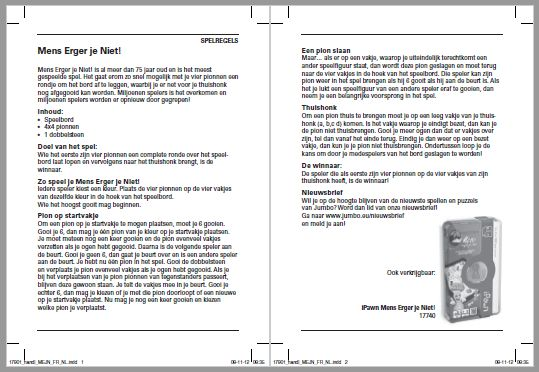 SPELREGELS
Mens Erger je Niet!
Mens Erger je Niet! is al meer dan 75 jaar oud en is het meest
gespeelde spel. Het gaat erom zo snel mogelijk met je vier pionnen een
rondje om het bord af te leggen, waarbij je er net voor je thuishonk
nog afgegooid kan worden. Miljoenen spelers is het overkomen en
miljoenen spelers worden er opnieuw door gegrepen!
Inhoud:
• Speelbord
• 4x4 pionnen
• 1 dobbelsteen
Doel van het spel:
Wie het eerste zijn vier pionnen een complete ronde over het speel-
bord laat lopen en vervolgens naar het thuishonk brengt, is de
winnaar.
Zo speel je Mens Erger je Niet!
Iedere speler kiest een kleur. Plaats de vier pionnen op de vier vakjes
van dezelfde kleur in de hoek van het speelbord.
Wie het hoogst gooit mag beginnen.
Pion op startvakje
Om een pion op je startvakje te mogen plaatsen, moet je 6 gooien.
Gooi je 6, dan mag je één pion van je kleur op je startvakje plaatsen.
Je moet meteen nog een keer gooien en de pion evenveel vakjes
verzetten als je ogen hebt gegooid. Daarna is de volgende speler aan
de beurt. Gooi je geen 6, dan gaat je beurt over en is een andere speler
aan de beurt. Je hebt nu één pion in het spel. Gooi de dobbelsteen
en verplaats je pion evenveel vakjes als je ogen hebt gegooid. Als je
bij het verplaatsen van je pion pionnen van tegenstanders passeert,
blijven deze gewoon staan. Je telt de vakjes mee in je beurt. Gooi je
echter 6, dan mag je kiezen of je met die pion doorloopt of een nieuwe
op je startvakje plaatst. Nu mag je nog een keer gooien en kiezen
welke pion je verplaatst.
Een pion slaan
Maar... als er op een vakje, waarop je uiteindelijk terechtkomt een
ander speelfiguur staat, dan wordt deze pion geslagen en moet terug
naar de vier vakjes in de hoek van het speelbord. Die speler kan zijn
pion weer in het spel brengen als hij 6 gooit als hij aan de beurt is. Als
het je lukt een speelfiguur van een andere speler eraf te gooien, dan
neem je een belangrijke voorsprong in het spel.
Thuishonk
Om een pion thuis te brengen moet je op een leeg vakje van je thuis-
honk (a, b,c d) komen. Is het vakje waarop je eindigt bezet, dan kan je
de pion niet thuisbrengen. Gooi je meer ogen dan dat er vakjes over
zijn, tel dan vanaf het einde terug. Eindig je dan weer op een bezet
vakje, dan kun je je pion niet thuisbrengen. Ondertussen loop je de
kans om door je medespelers van het bord geslagen te worden!
De winnaar:
De speler die als eerste zijn vier pionnen op de vier vakjes van zijn
thuishonk heeft, is de winnaar!
Nieuwsbrief
Wil je op de hoogte blijven van de nieuwste spellen en puzzels
van Jumbo? Word dan lid van onze nieuwsbrief!
Ga naar www.jumbo.eu/nieuwsbrief
en meld je aan!
Ook verkrijgbaar:
iPawn Mens Erger je Niet!
17740